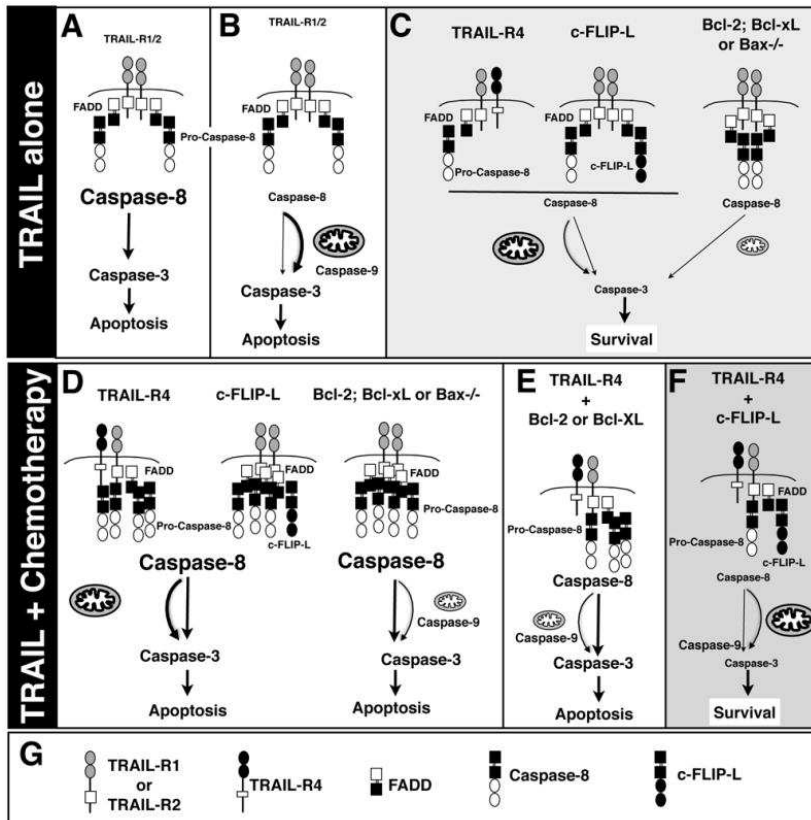 TRAIL alone
A
TRAIL-R1/2
FADD
Pro-Caspase-8
Caspase-8
Caspase-3
Apoptosis
B
TRAIL-R1/2
FADD
Caspase-8
Caspase-9
Caspase-3
Apoptosis
C
TRAIL-R4
c-FLIP-L
Bcl-2; Bcl-xL
or Bax-/-
FADD
FADD
Pro-Caspase-8
c-FLIP-L
Caspase-8
Caspase-8
Caspase-3
Survival
TRAIL + Chemotherapy
D
TRAIL-R4
c-FLIP-L
Bcl-2; Bcl-xL or Bax-/-
FADD
FADD
FADD
Pro-Caspase-8
c-FLIP-L
Pro-Caspase-8
Caspase-8
Caspase-8
Caspase-9
Caspase-3
Caspase-3
Apoptosis
Apoptosis
E
TRAIL-R4
+
Bcl-2 or Bcl-XL
Pro-Caspase-8
Caspase-8
Caspase-9
Caspase-3
Apoptosis
F
TRAIL-R4
+
c-FLIP-L
FADD
Pro-Caspase-8
c-FLIP-L
Caspase-8
Caspase-9
Caspase-3
Survival
G
TRAIL-R1
or
TRAIL-R2
TRAIL-R4
FADD
Caspase-8
c-FLIP-L